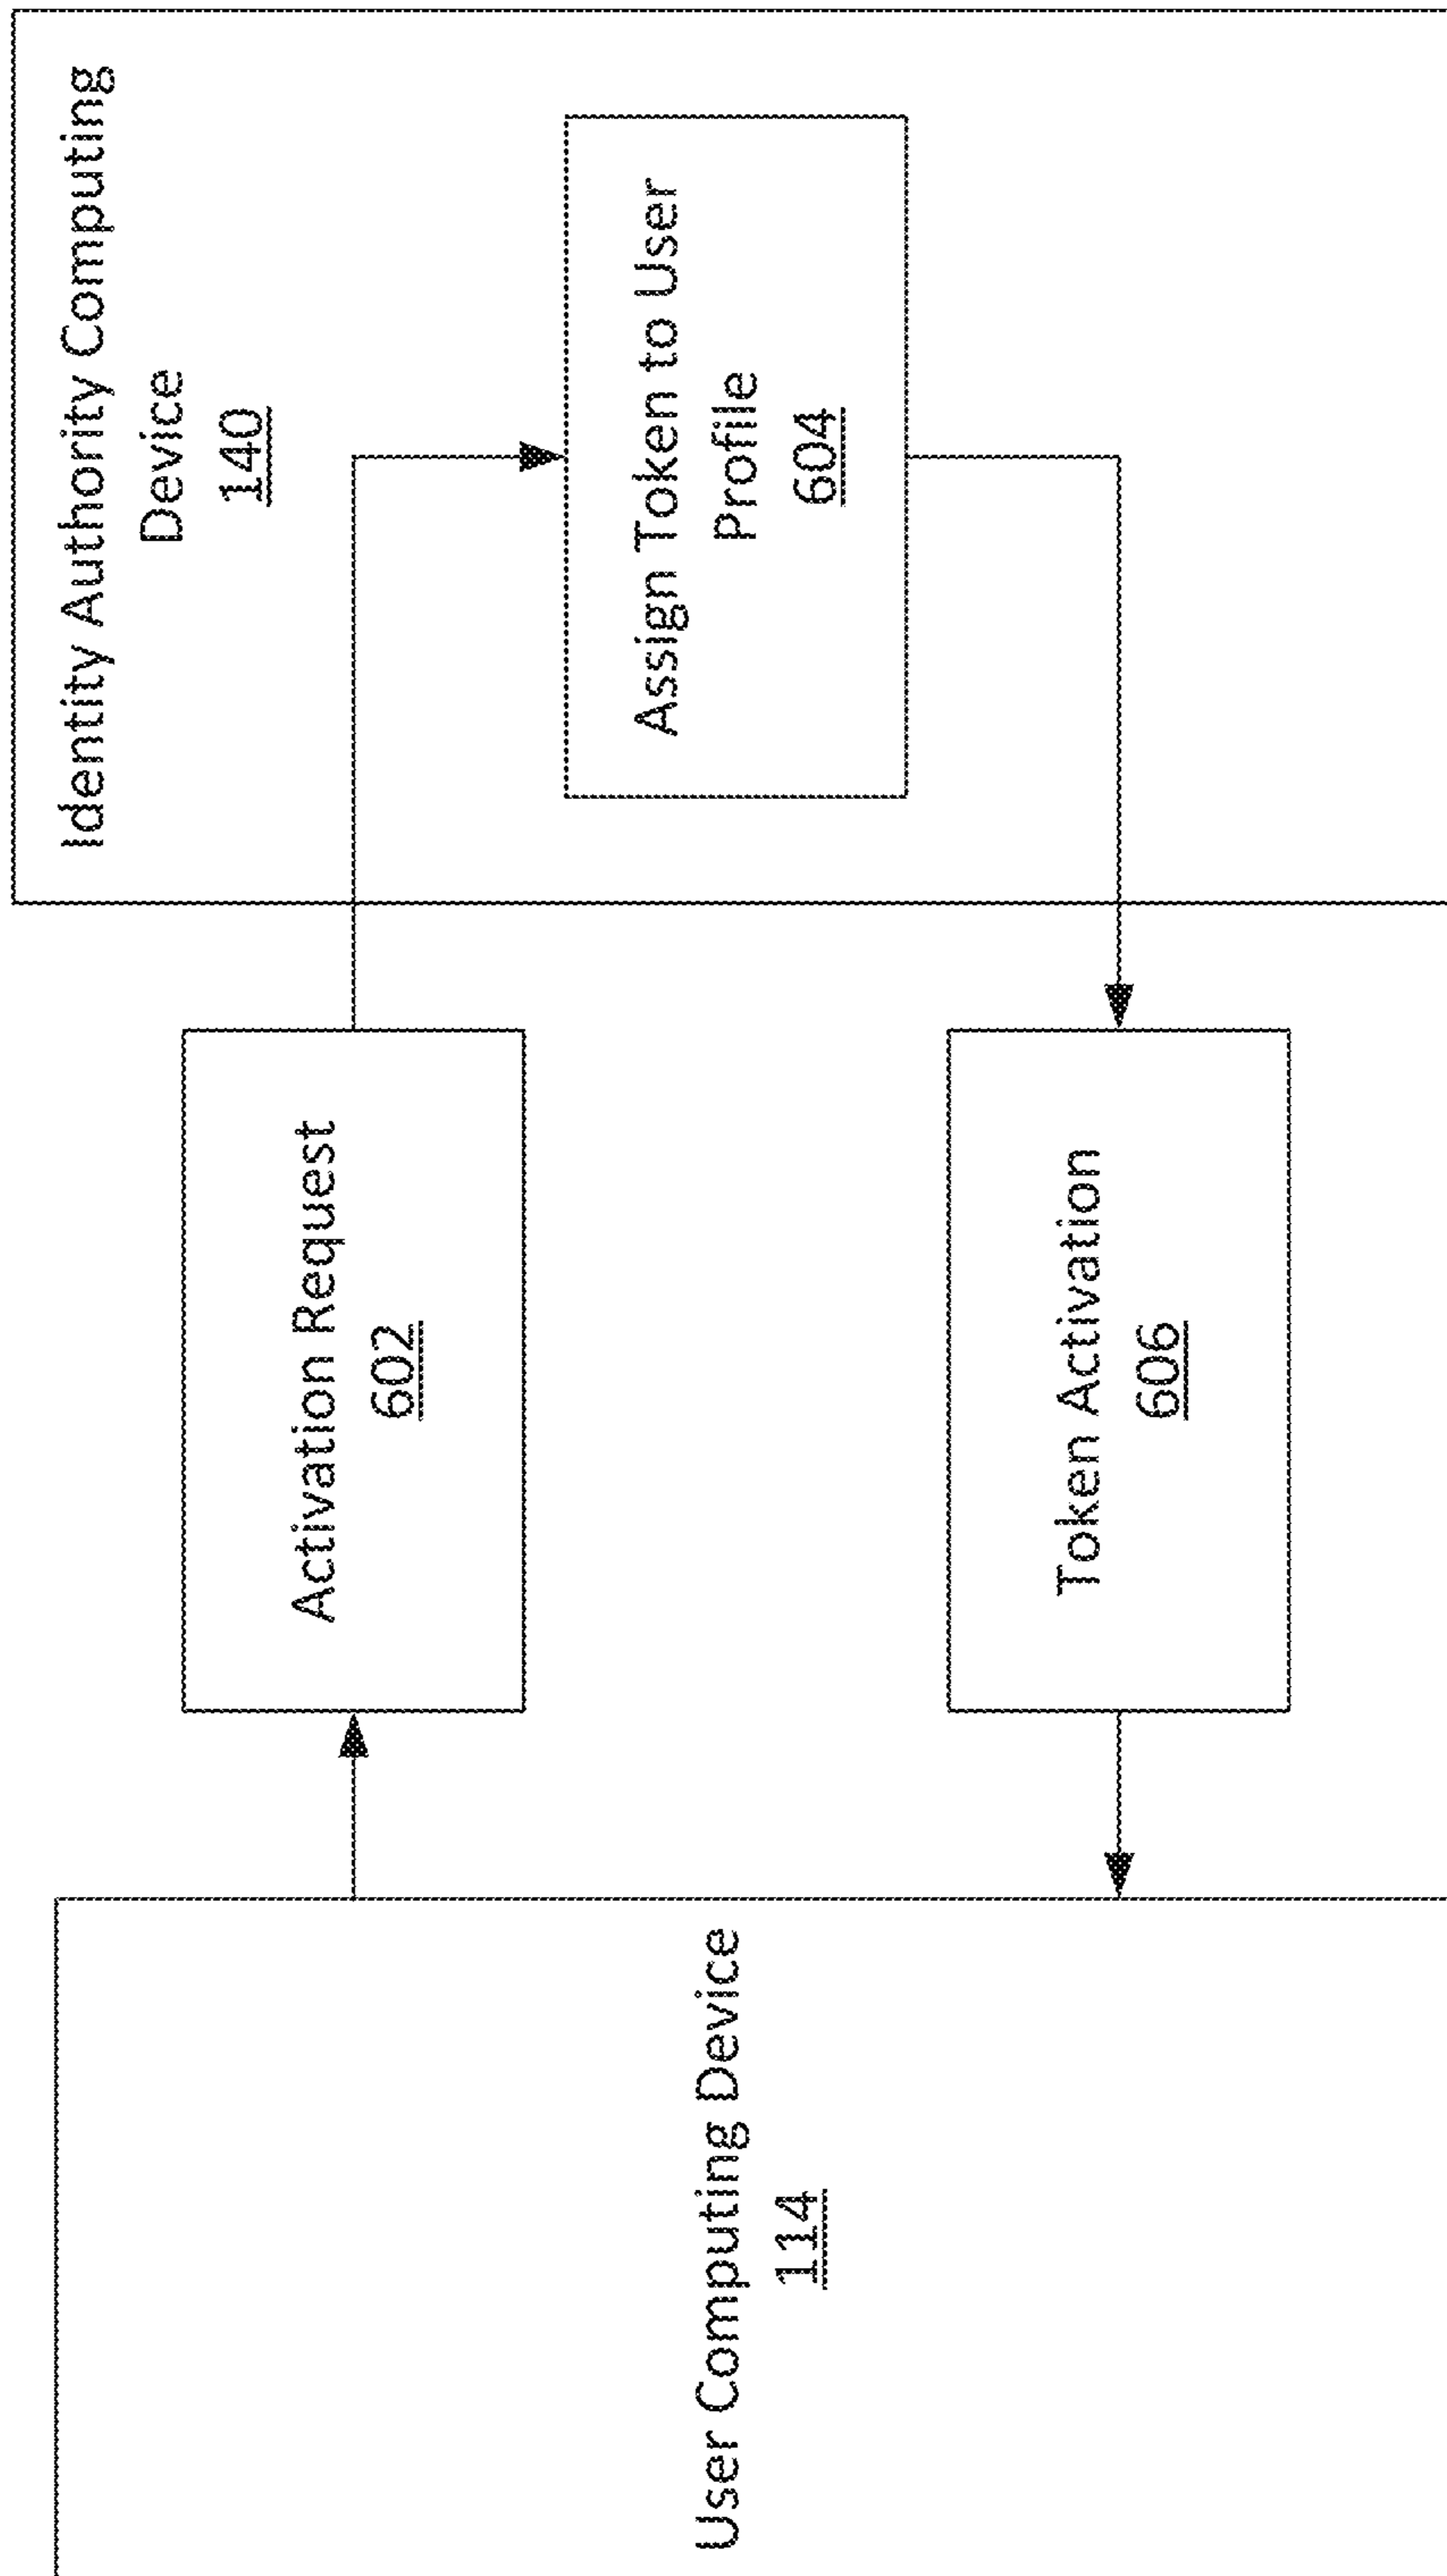 User Computing Device
114
Activation Request
602
Token Activation
606
Identity Authority Computing
Device
140
Assign Token to User
Profile
604